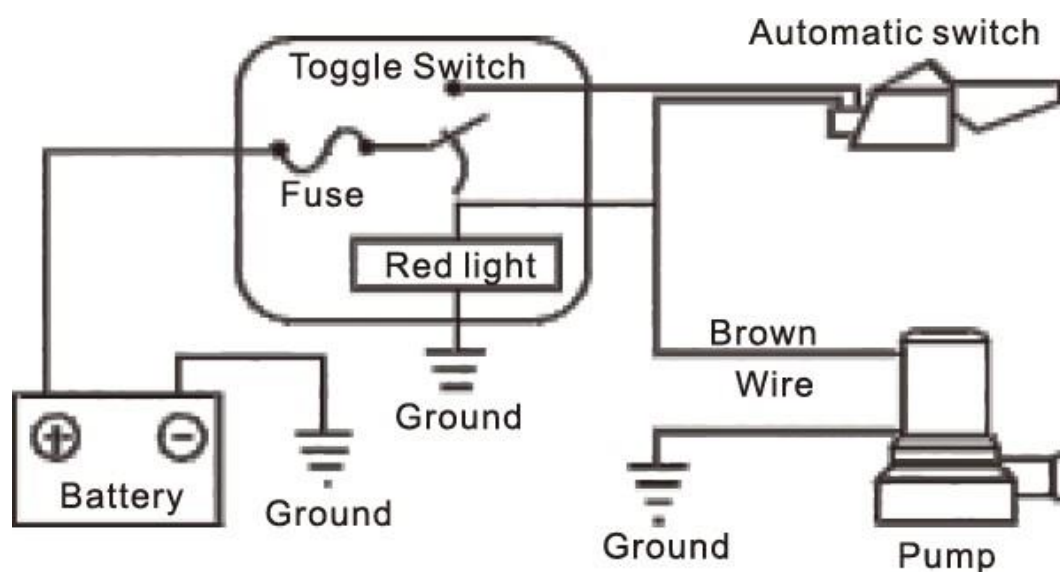 Automatic switch
Toggle Switch
Fuse
Red light
Brown
Wire
Ground
Battery
Ground
Ground
Pump